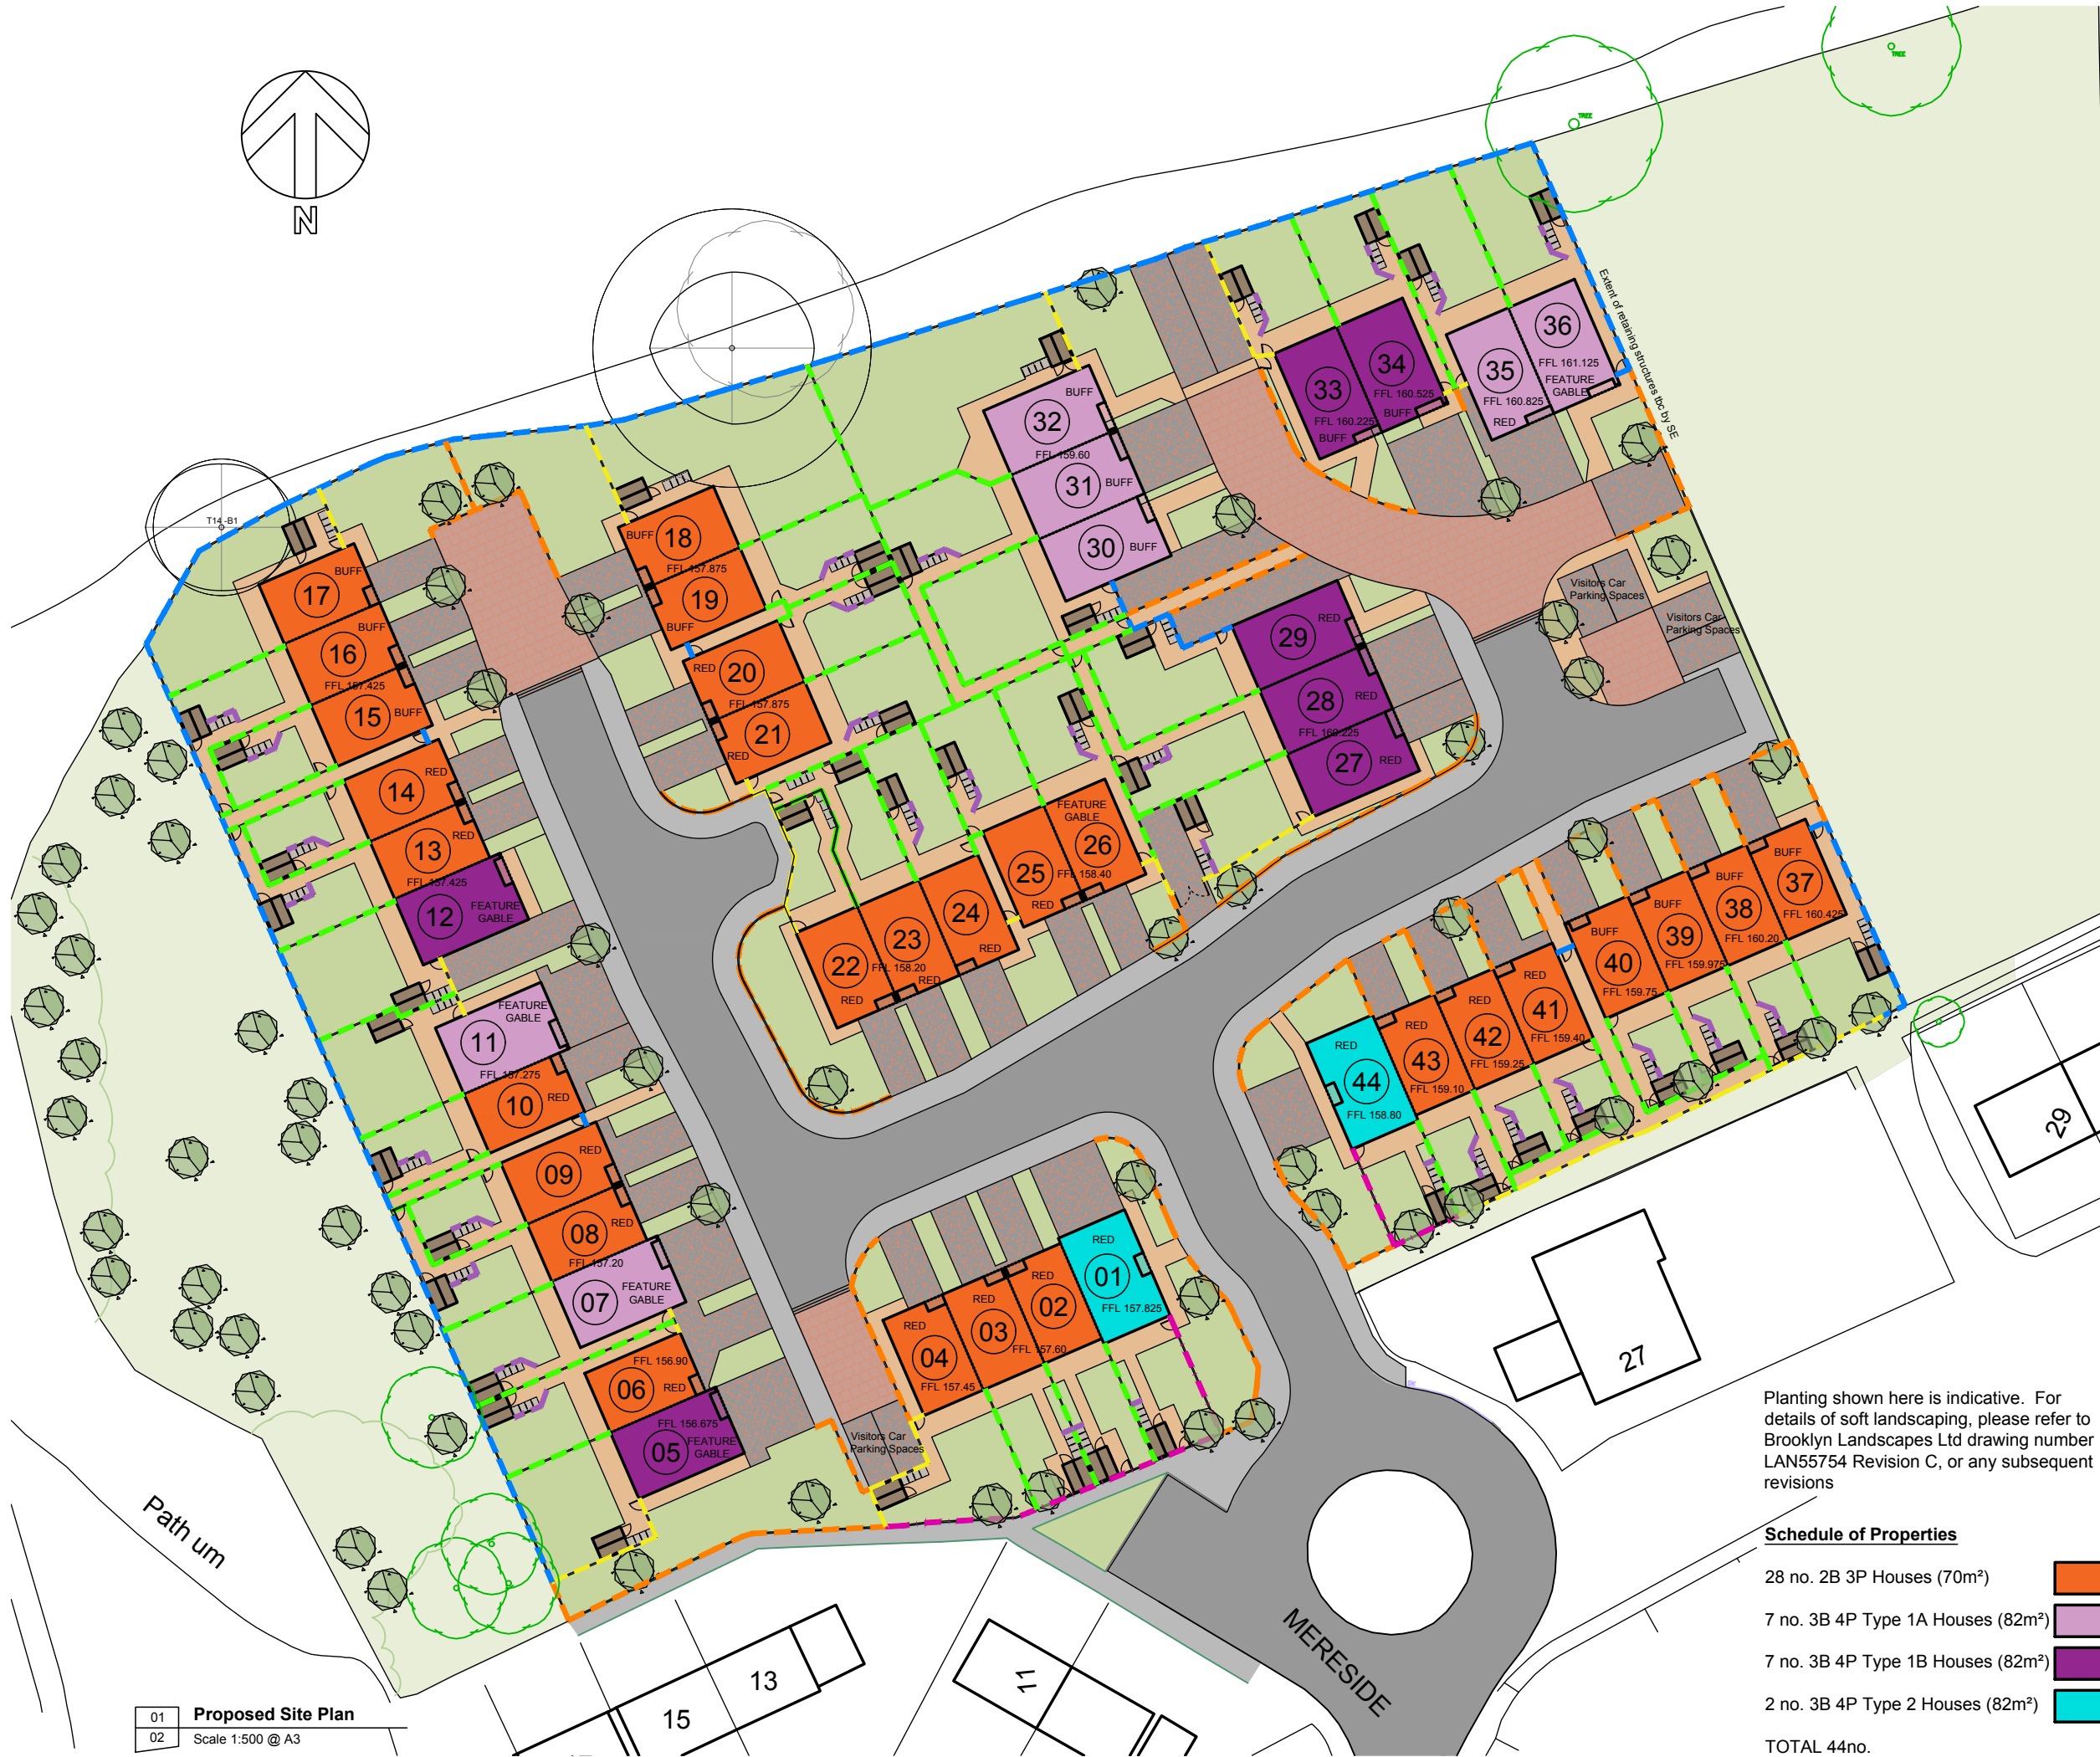 N
TREE
TREE
T14 -B1
Extent of retaining structures tbc by SE
36
FFL 161.125
FEATURE
GABLE
35
FFL 160.825
RED
34
FFL 160.525
BUFF
33
FFL 160.225
BUFF
32
BUFF
FFL 159.60
31
BUFF
30
BUFF
18
BUFF
FFL 157.875
19
BUFF
17
BUFF
16
BUFF
FFL 157.425
15
BUFF
20
RED
FFL 157.875
21
RED
29
RED
28
RED
FFL 160.225
27
RED
Visitors Car
Parking Spaces
Visitors Car
Parking Spaces
14
RED
13
RED
FFL 157.425
12
FEATURE
GABLE
FEATURE
GABLE
26
FFL 158.40
25
RED
24
RED
23
FFL 158.20
RED
22
RED
37
BUFF
FFL 160.425
38
BUFF
FFL 160.20
39
BUFF
FFL 159.975
40
BUFF
FFL 159.75
41
RED
FFL 159.40
42
RED
FFL 159.25
43
RED
FFL 159.10
44
RED
FFL 158.80
11
FEATURE
GABLE
FFL 157.275
10
RED
09
RED
08
RED
FFL 157.20
07
FEATURE
GABLE
FFL 156.90
06
RED
FFL 156.675
05
FEATURE
GABLE
01
RED
FFL 157.825
02
RED
FFL 157.60
03
RED
04
RED
FFL 157.45
Visitors Car
Parking Spaces
29
27
Path um
13
15
11
MERESIDE
Planting shown here is indicative. For
details of soft landscaping, please refer to
Brooklyn Landscapes Ltd drawing number
LAN55754 Revision C, or any subsequent
revisions
Schedule of Properties
28 no. 2B 3P Houses (70m²)
7 no. 3B 4P Type 1A Houses (82m²)
7 no. 3B 4P Type 1B Houses (82m²)
2 no. 3B 4P Type 2 Houses (82m²)
TOTAL 44no.
01
02
Proposed Site Plan
Scale 1:500 @ A3